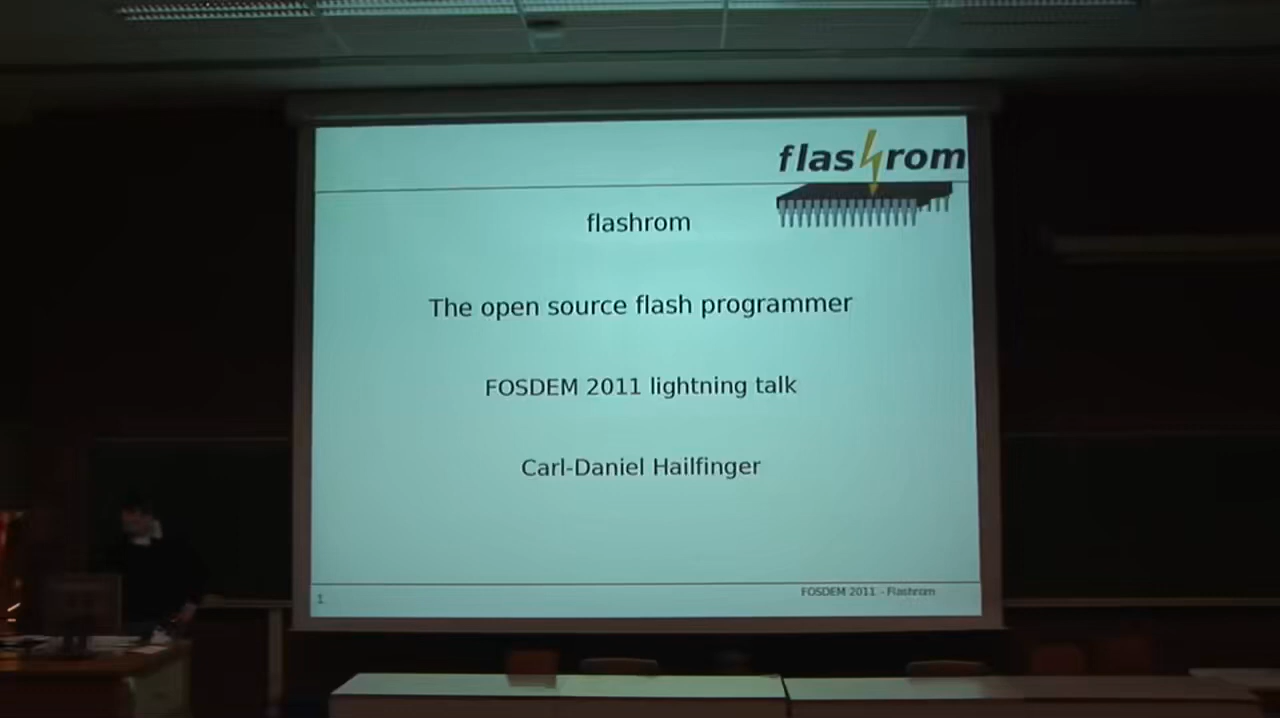 flashrom
flashrom
The open source flash programmer
FOSDEM 2011 lightning talk
Carl-Daniel Hailfinger
1
FOSDEM 2011 - Flashrom